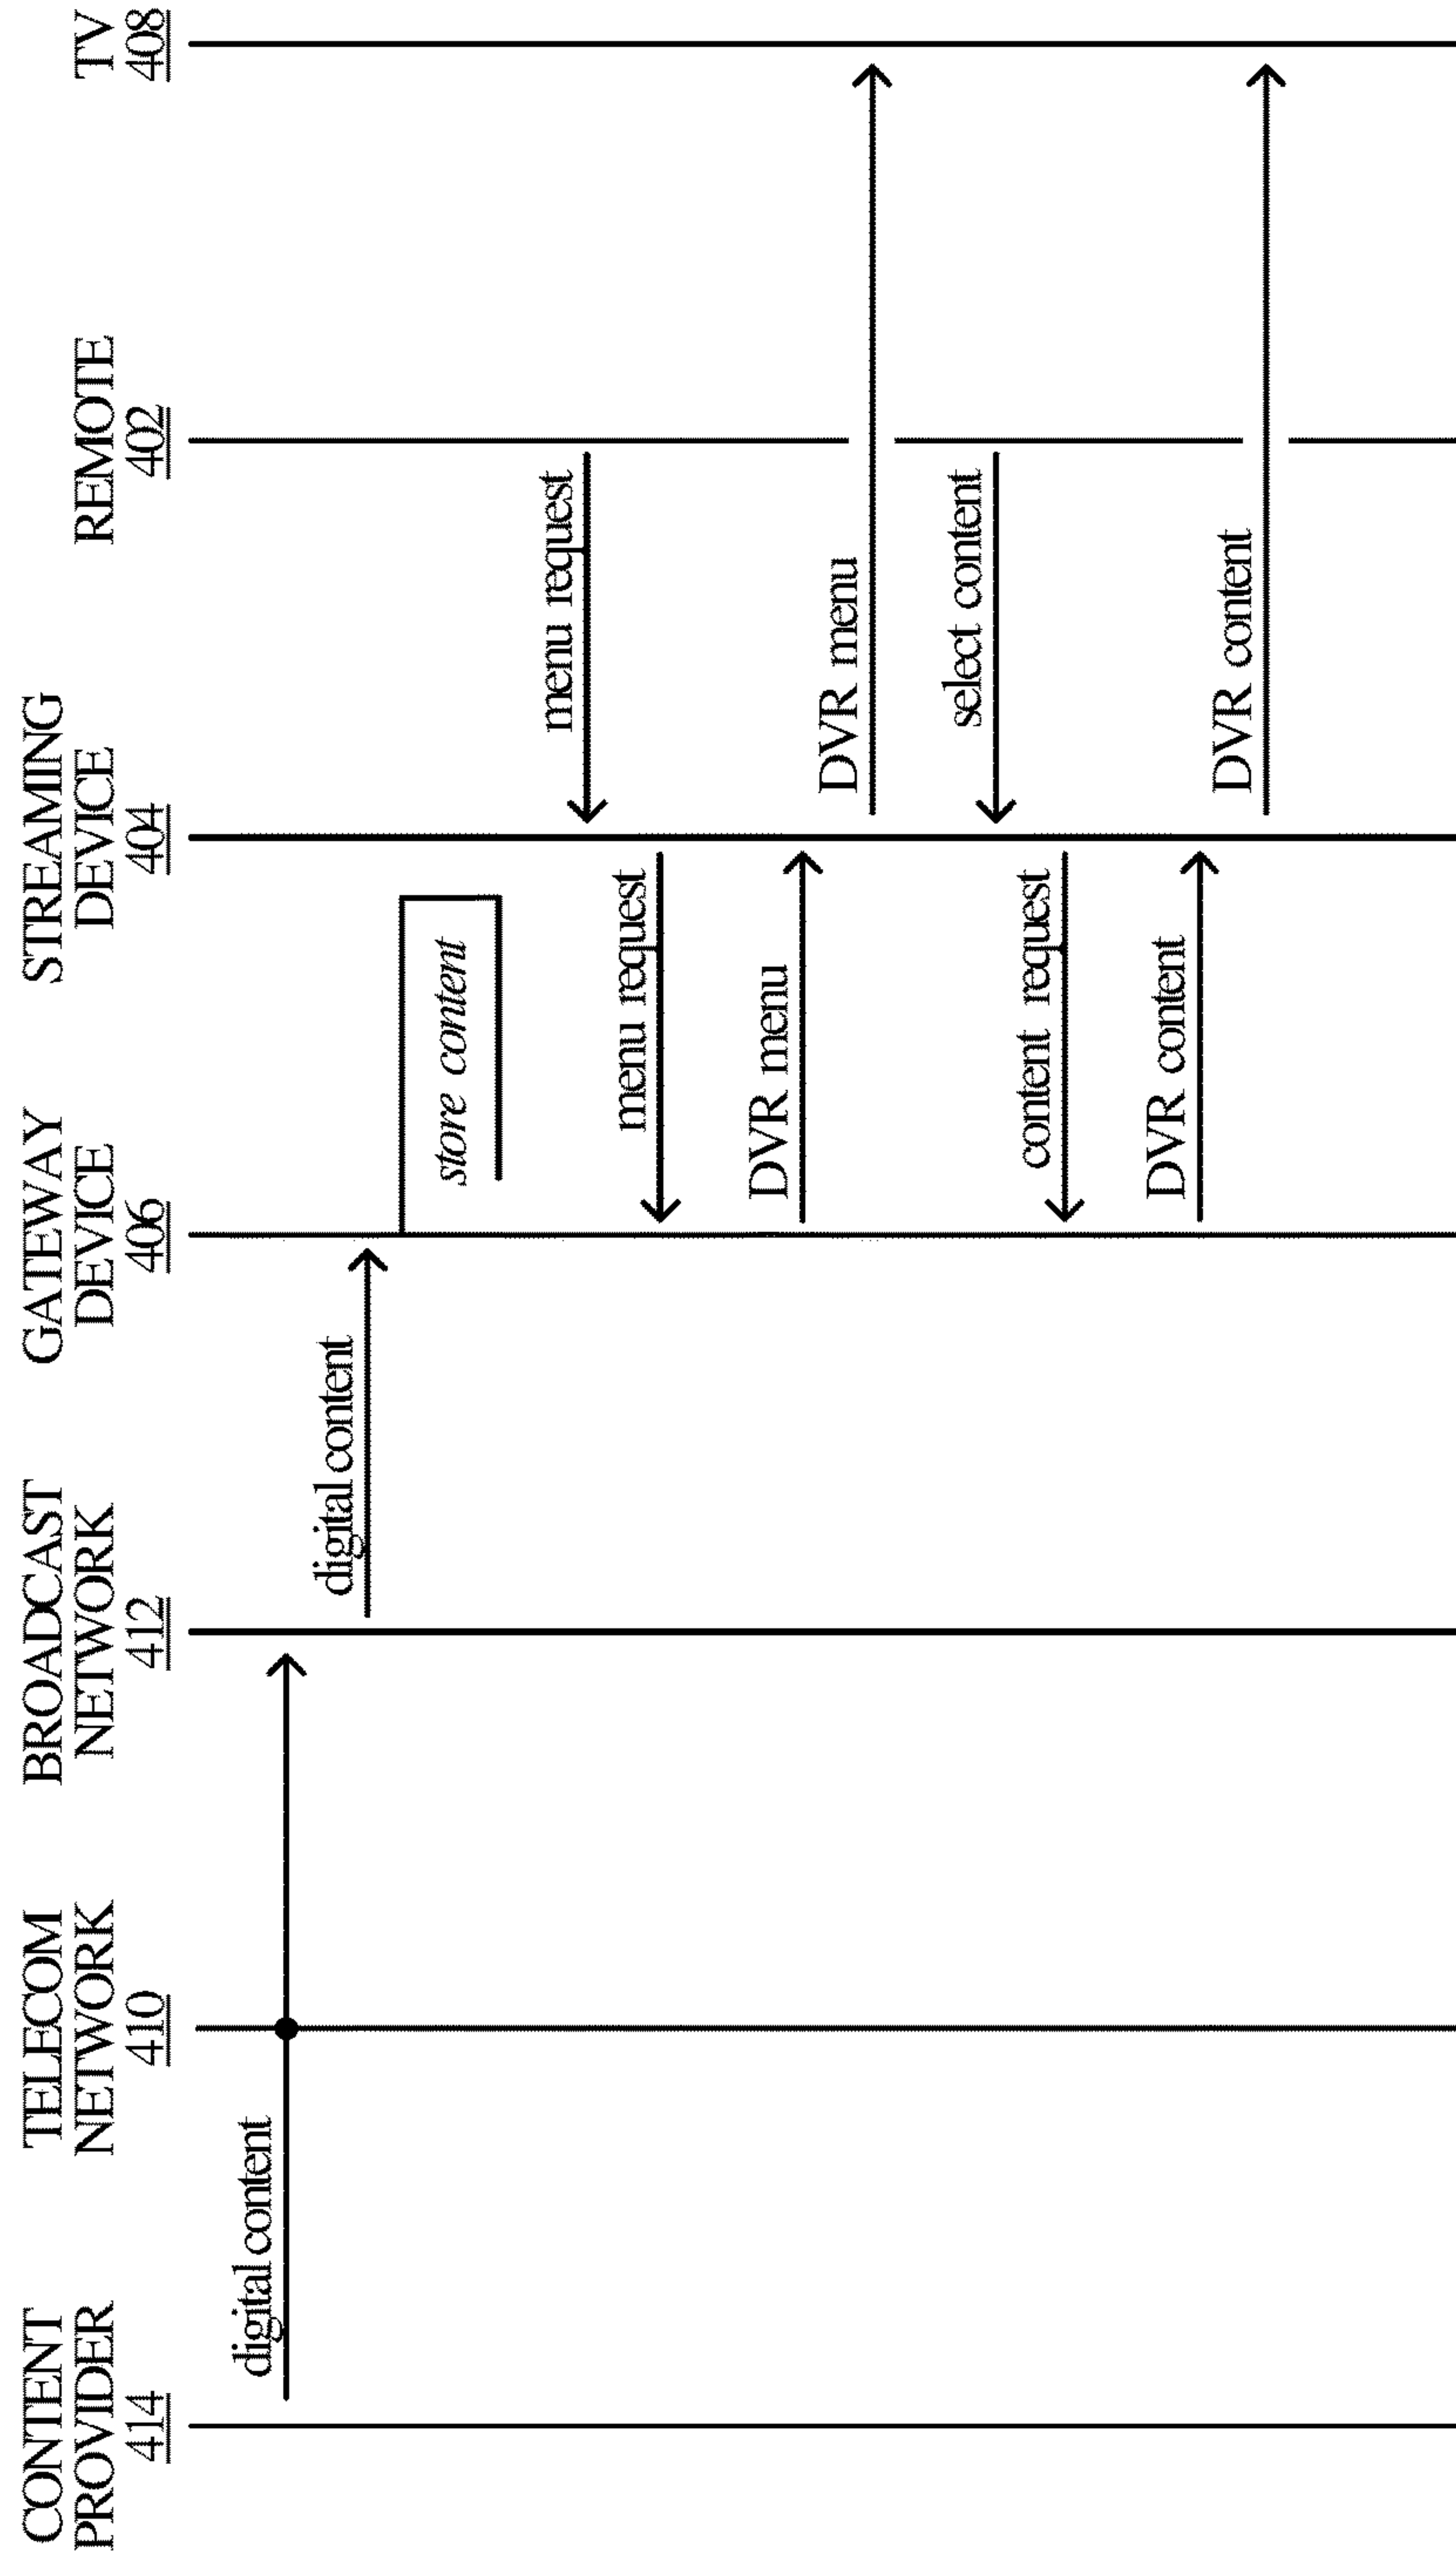 CONTENT
PROVIDER
414
TELECOM
NETWORK
410
BROADCAST
NETWORK
412
GATEWAY
DEVICE
406
STREAMING
DEVICE
404
REMOTE
402
TV
408
digital content
digital content
store content
menu request
menu request
DVR menu
DVR menu
select content
content request
DVR content
DVR content